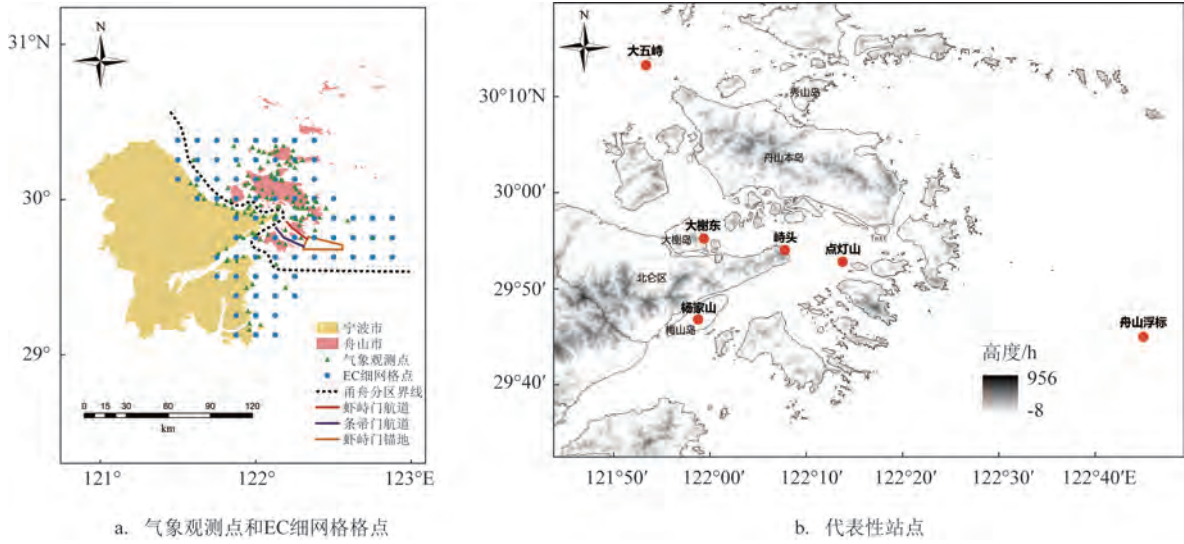 N
31°N
30°
29°
121°
122°
123°E
宁波市
舟山市
气象观测点
EC细网格点
甬舟分区界线
虾峙门航道
条帚门航道
虾峙门锚地
0 15 30 60 90 120
km
a. 气象观测点和EC细网格格点
N
30°10′N
30°00′
29°50′
29°40′
121°50′
122°00′
122°10′
122°20′
122°30′
122°40′E
大五峙
秀山岛
舟山本岛
大榭东
大榭岛
峙头
Text
点灯山
北仑区
杨家山
梅山岛
舟山浮标
高度/h
956
-8
b. 代表性站点